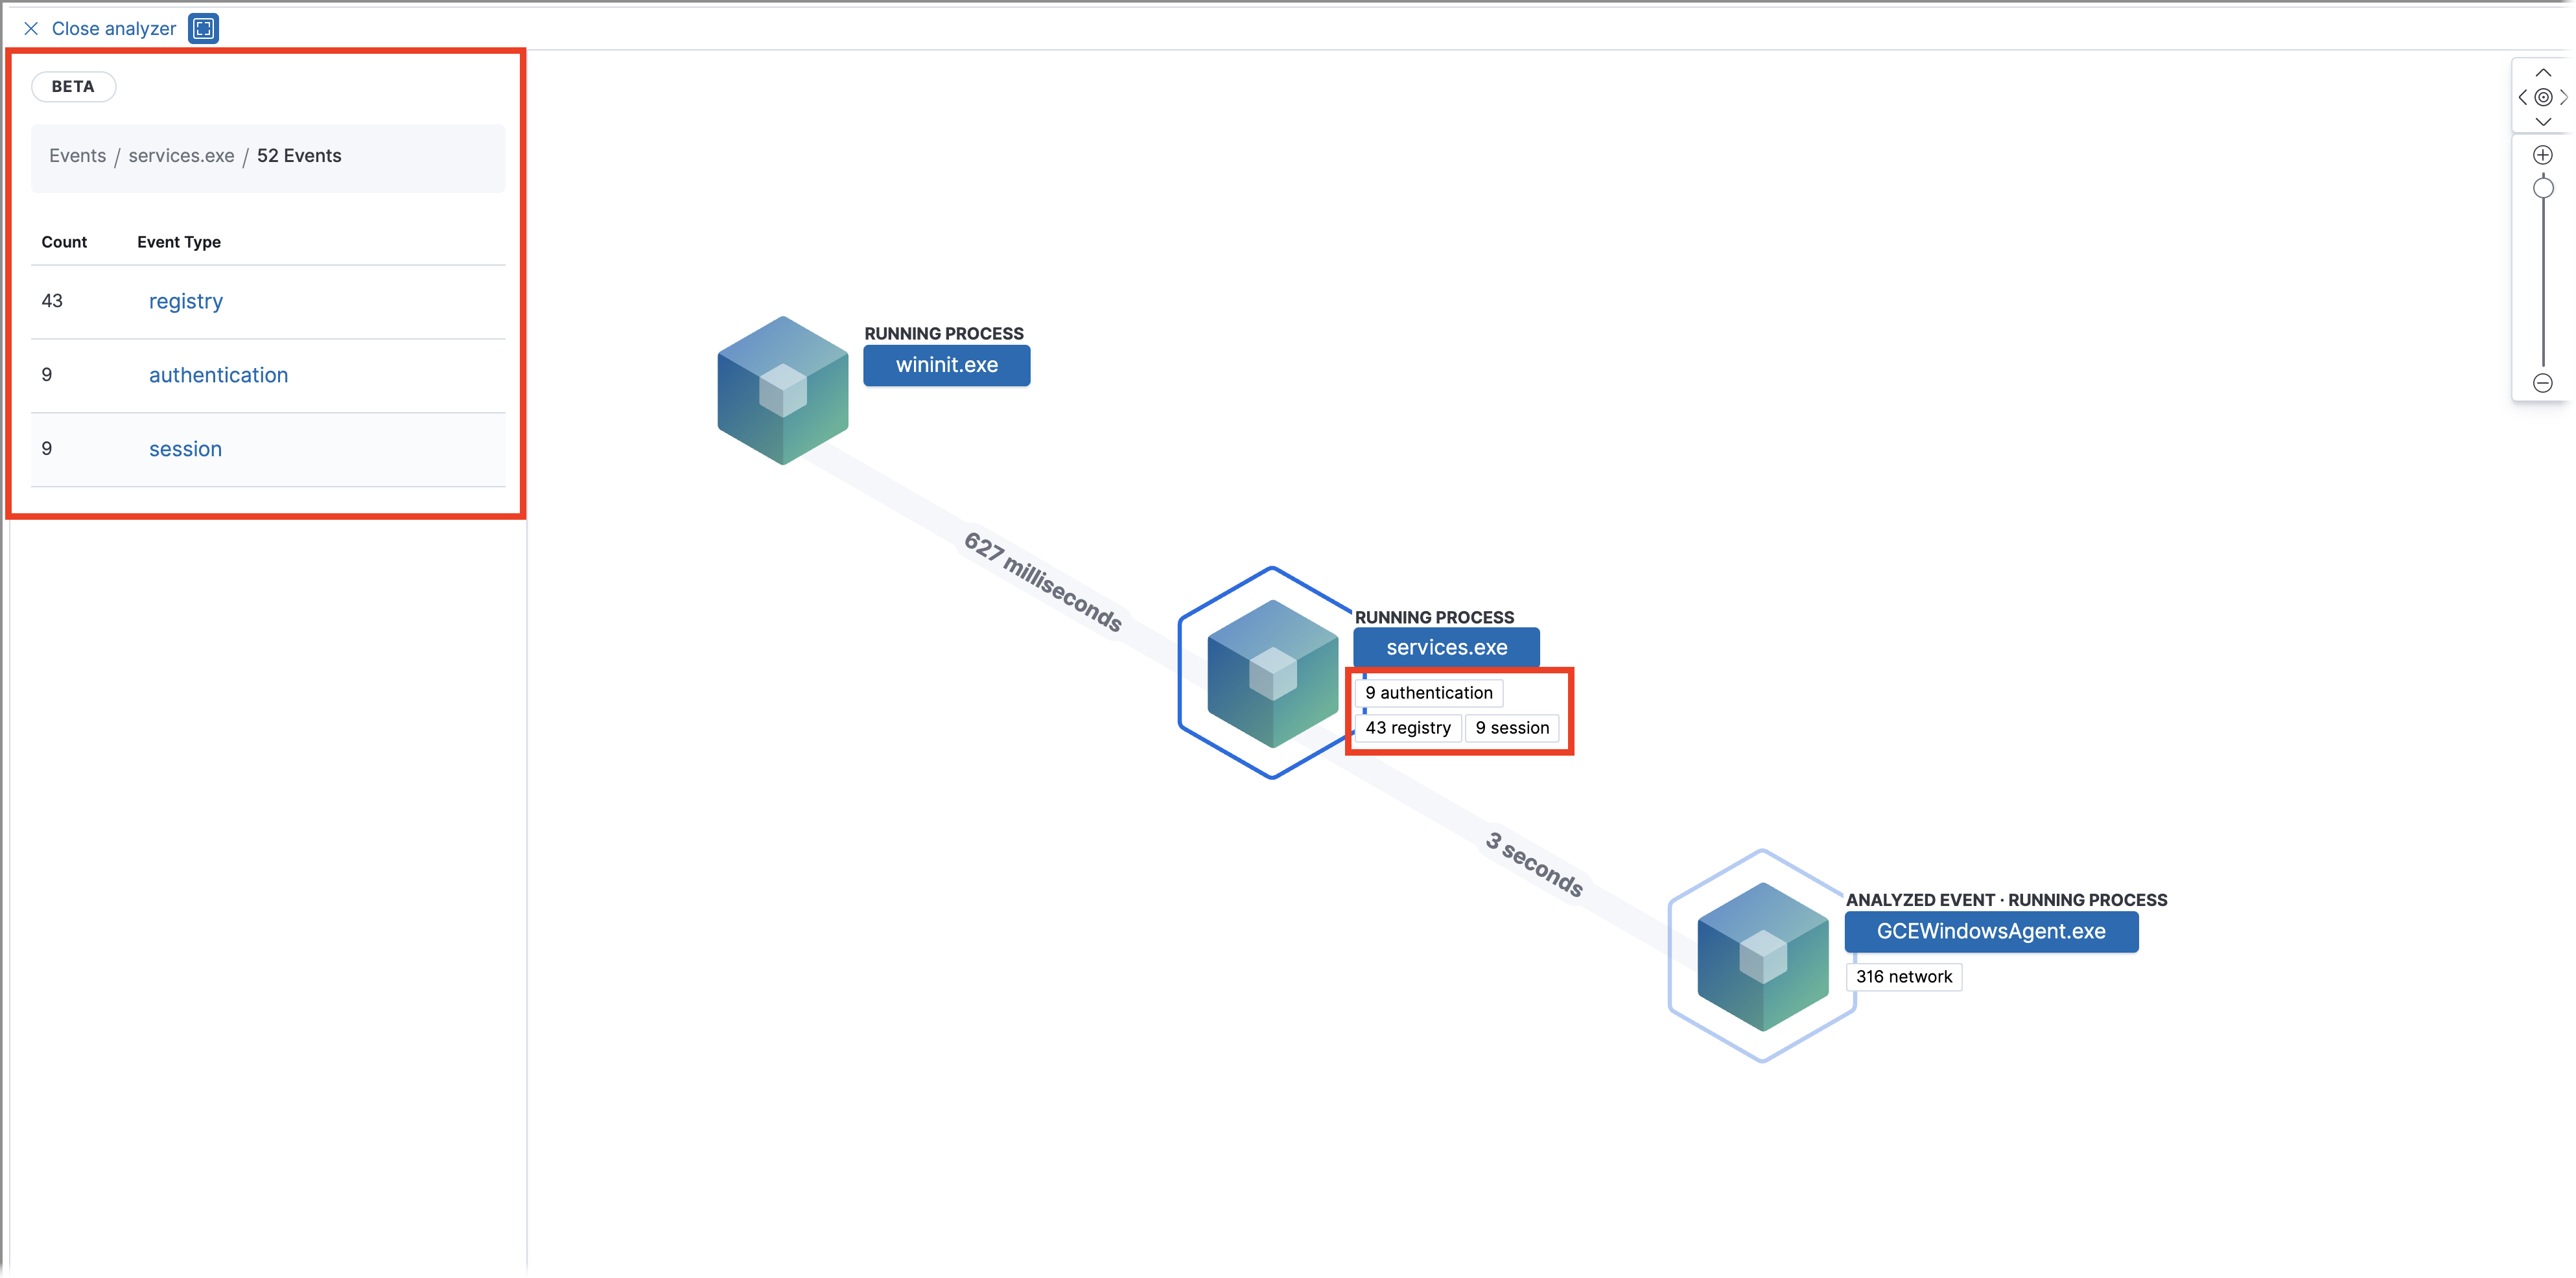 Close analyzer
BETA
Events / services.exe / 52 Events
Count Event Type
43 registry
9 authentication
9 session
RUNNING PROCESS
wininit.exe
627 milliseconds
RUNNING PROCESS
services.exe
9 authentication
43 registry 9 session
3 seconds
ANALYZED EVENT · RUNNING PROCESS
GCEWindowsAgent.exe
316 network